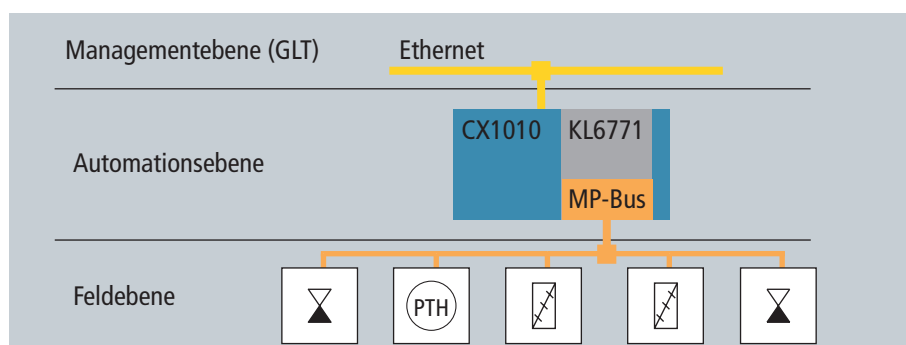 Managementebene (GLT) Ethernet
CX1010 KL6771
Automationsebene
MP-Bus
Feldebene PTH